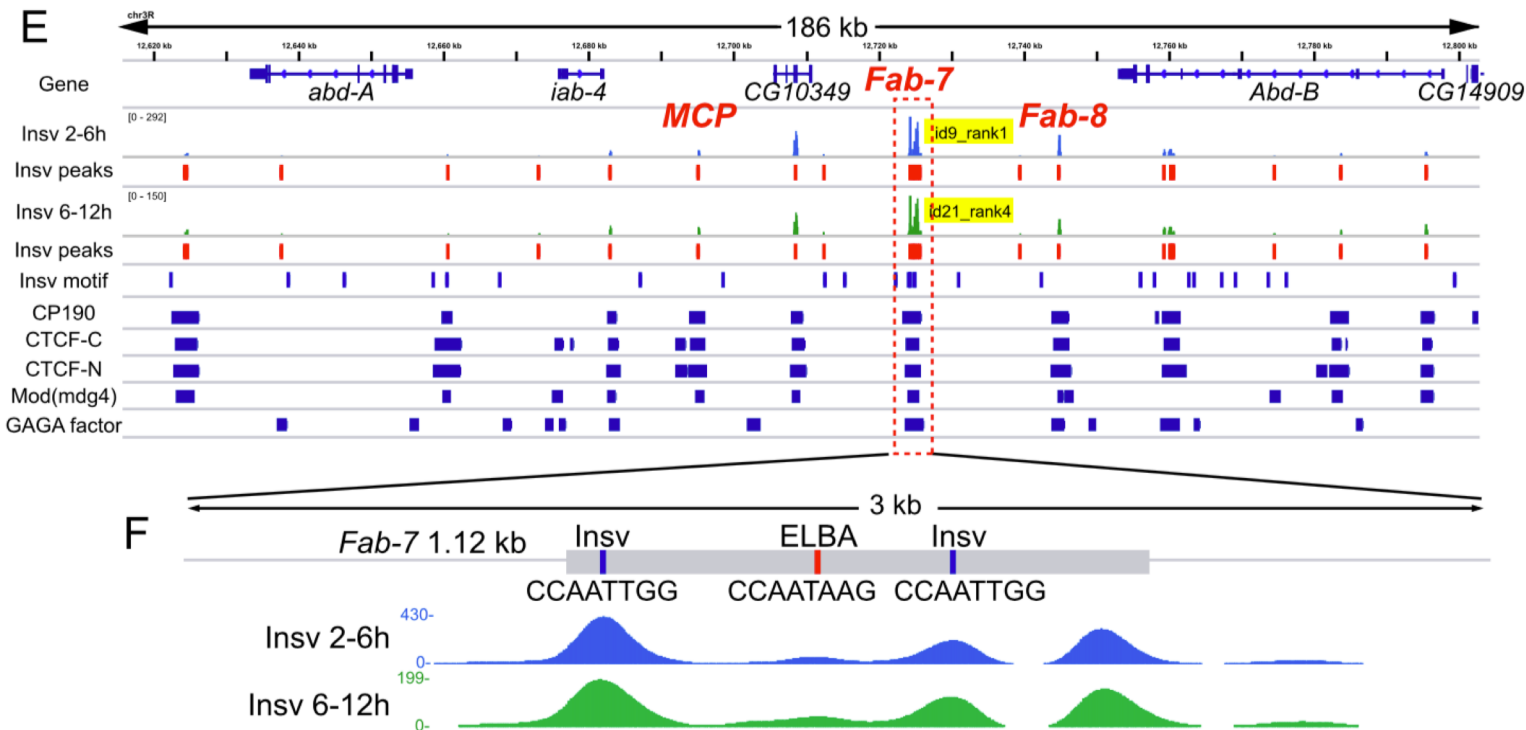 E
chr3R
186 kb
12,620 kb 12,640 kb 12,660 kb 12,680 kb 12,700 kb 12,720 kb 12,740 kb 12,760 kb 12,780 kb 12,800 kb
Gene
abd-A iab-4 CG10349 Fab-7 Abd-B CG14909
MCP Fab-8
[0 - 292]
Insv 2-6h id9_rank1
Insv peaks
[0 - 150]
Insv 6-12h id21_rank4
Insv peaks
Insv motif
CP190
CTCF-C
CTCF-N
Mod(mdg4)
GAGA factor
3 kb
F
Fab-7 1.12 kb Insv ELBA Insv
CCAATTGG CCAATAAG CCAATTGG
430-
Insv 2-6h
0-
199-
Insv 6-12h
0-